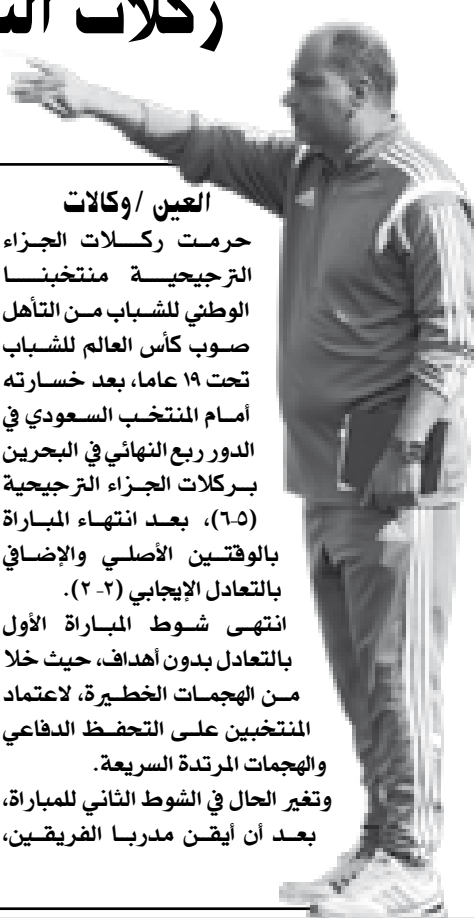 ركلات
العين / وكالات
حرمت ركلات الجزاء
الترجيحية منتخبنا
الوطني للشباب من التأهل
صوب كأس العالم للشباب
تحت ١٩ عاما، بعد خسارته
أمام المنتخب السعودي في
الدور ربع النهائي في البحرين
بركلات الجزاء الترجيحية
(٥-٦)، بعد انتهاء المباراة
بالوقتين الأصلي والإضافي
بالتعادل الإيجابي (٢- ٢).
انتهى شوط المباراة الأول
بالتعادل بدون أهداف، حيث خلا
من الهجمات الخطيرة، لاعتماد
المنتخبين على التحفظ الدفاعي
والهجمات المرتدة السريعة.
وتغير الحال في الشوط الثاني للمباراة،
بعد أن أيقن مدربا الفريقين،